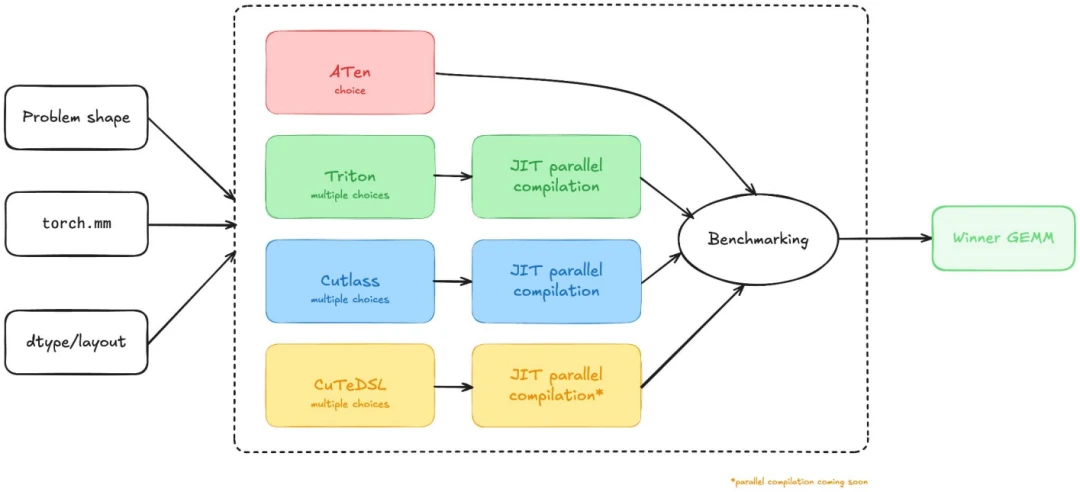 Problem shape
torch.mm
dtype/layout
ATen
choice
Triton
multiple choices
JIT parallel
compilation
Cutlass
multiple choices
JIT parallel
compilation
CuTeDSL
multiple choices
JIT parallel
compilation*
Benchmarking
Winner GEMM
*parallel compilation coming soon